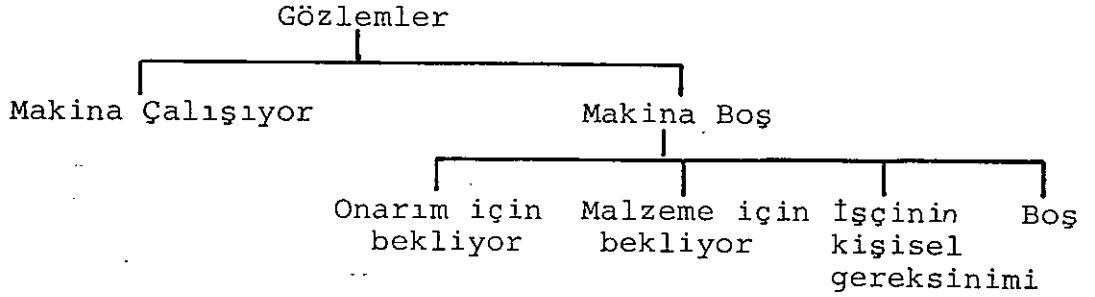 Gözlemler
Makina Çalışıyor
Makina Boş
Onarım için
bekliyor
Malzeme için
bekliyor
İşçinin
kişisel
gereksinimi
Boş